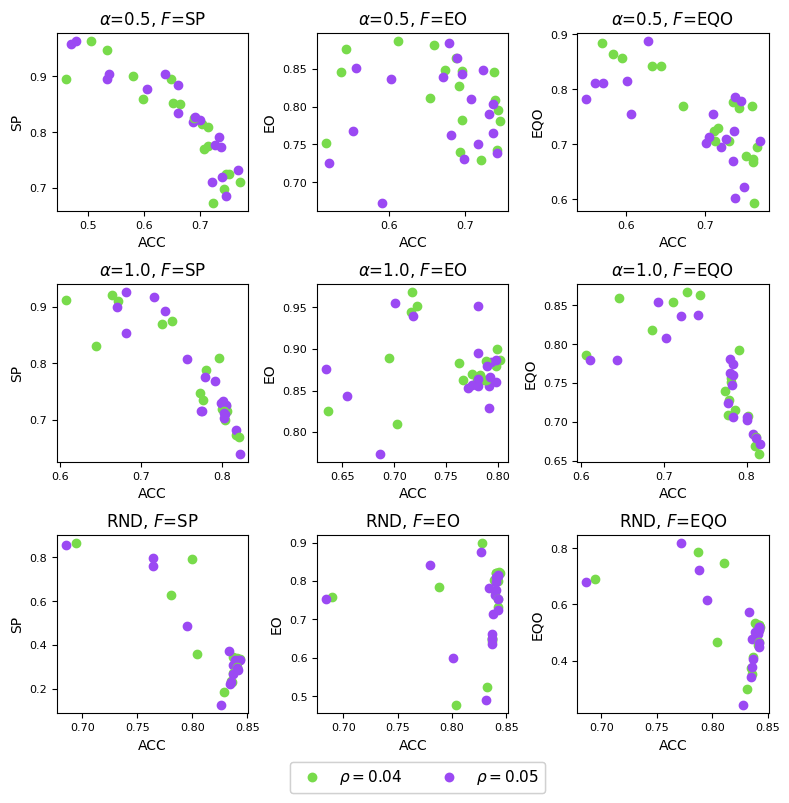 α=0.5, F=SP
α=0.5, F=EO
α=0.5, F=EQO
SP
0.9
0.8
0.7
0.5 0.6 0.7
ACC
EO
0.85
0.80
0.75
0.70
0.6 0.7
ACC
EQO
0.9
0.8
0.7
0.6
0.6 0.7
ACC
α=1.0, F=SP
α=1.0, F=EO
α=1.0, F=EQO
SP
0.9
0.8
0.7
0.6 0.7 0.8
ACC
EO
0.95
0.90
0.85
0.80
0.65 0.70 0.75 0.80
ACC
EQO
0.85
0.80
0.75
0.70
0.65
0.6 0.7 0.8
ACC
RND, F=SP
RND, F=EO
RND, F=EQO
SP
0.8
0.6
0.4
0.2
0.70 0.75 0.80 0.85
ACC
EO
0.9
0.8
0.7
0.6
0.5
0.70 0.75 0.80 0.85
ACC
EQO
0.8
0.6
0.4
0.70 0.75 0.80 0.85
ACC
ρ = 0.04 ρ = 0.05